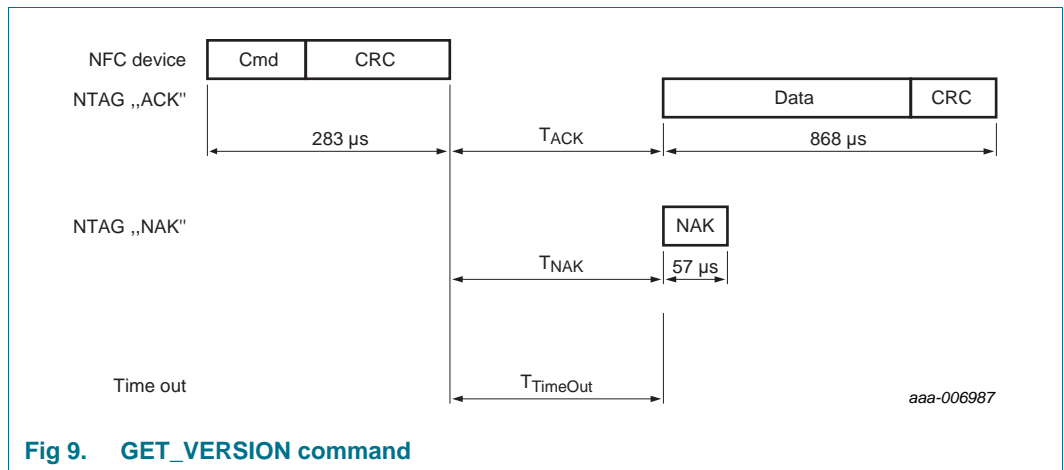 NFC device Cmd CRC
NTAG ,,ACK" Data CRC
283 µs TACK 868 µs
NTAG ,,NAK" NAK
TNAK 57 µs
Time out TTimeOut
aaa-006987
Fig 9. GET_VERSION command